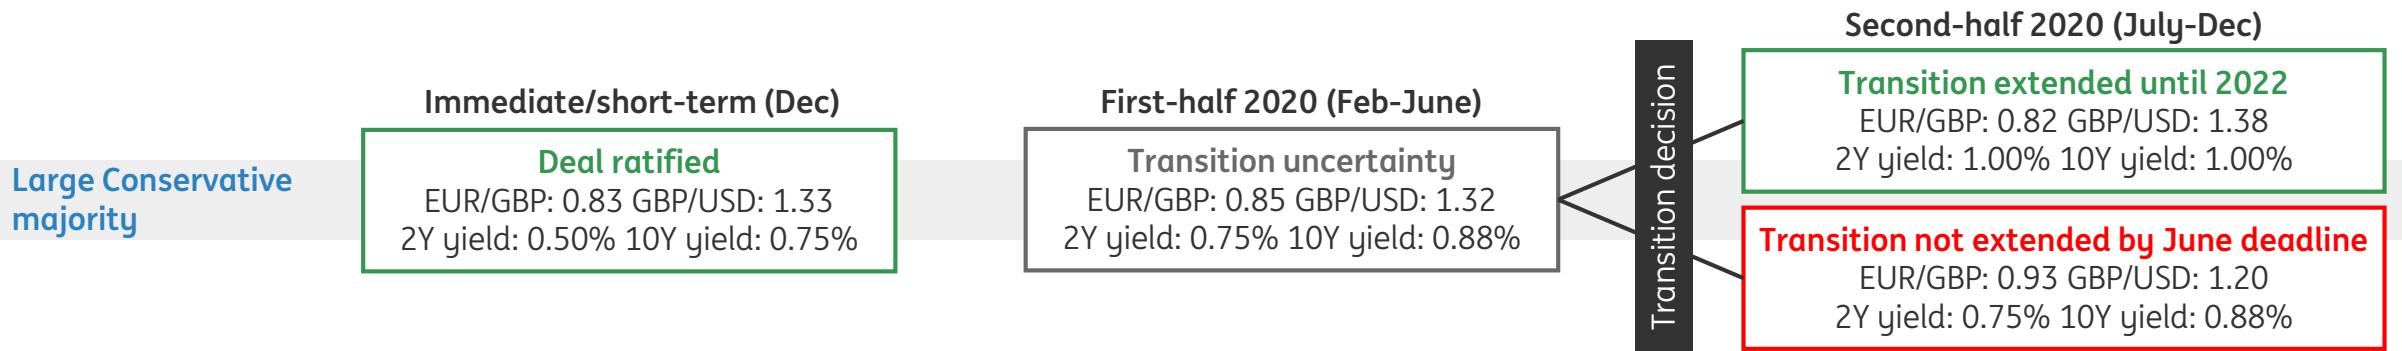 Large Conservative
majority
Immediate/short-term (Dec)
Deal ratified
EUR/GBP: 0.83 GBP/USD: 1.33
2Y yield: 0.50% 10Y yield: 0.75%
First-half 2020 (Feb-June)
Transition uncertainty
EUR/GBP: 0.85 GBP/USD: 1.32
2Y yield: 0.75% 10Y yield: 0.88%
Transition decision
Second-half 2020 (July-Dec)
Transition extended until 2022
EUR/GBP: 0.82 GBP/USD: 1.38
2Y yield: 1.00% 10Y yield: 1.00%
Transition not extended by June deadline
EUR/GBP: 0.93 GBP/USD: 1.20
2Y yield: 0.75% 10Y yield: 0.88%